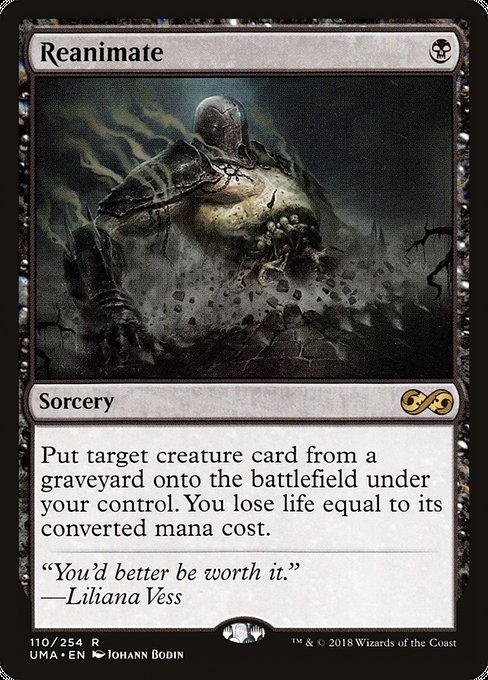 Reanimate
Sorcery
Put target creature card from a
graveyard onto the battlefield under
your control. You lose life equal to its
converted mana cost.
“You’d better be worth it.”
—Liliana Vess
110/254 R
UMA • EN Johann Bodin
™ & © 2018 Wizards of the Coast